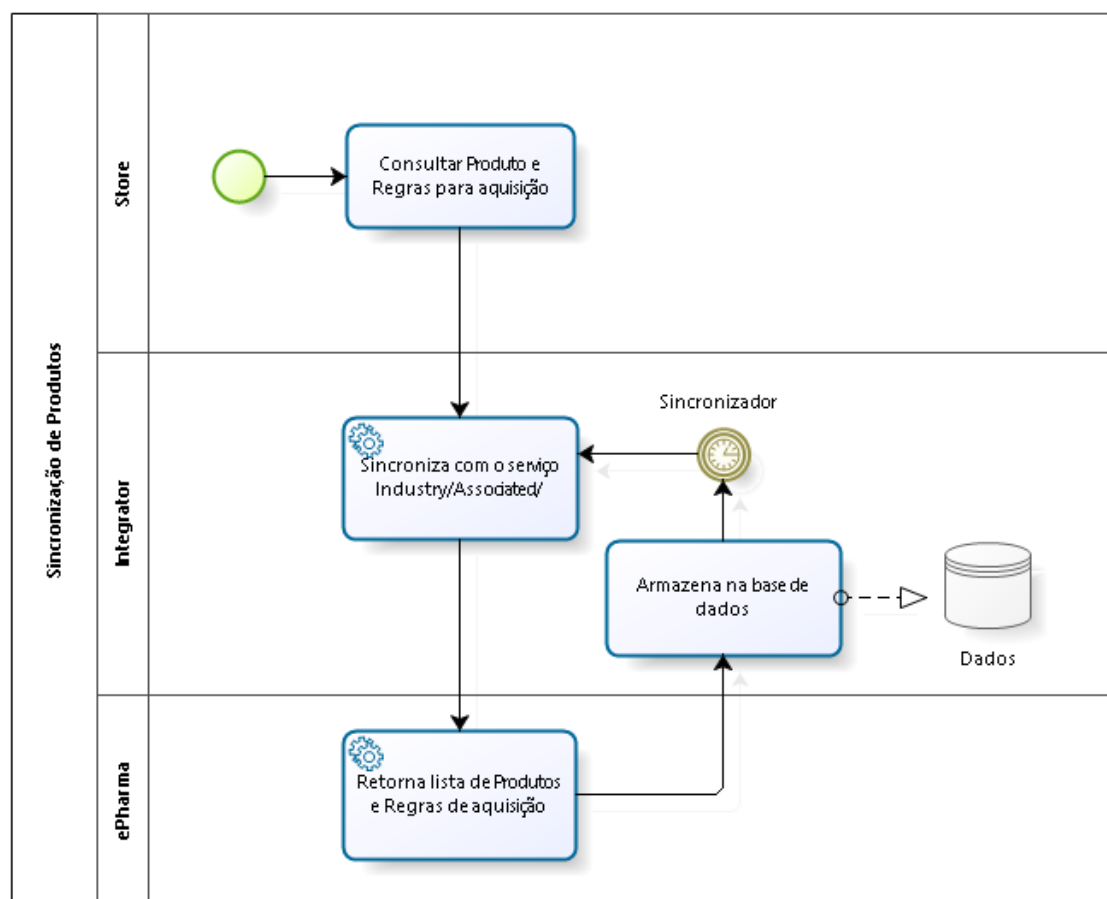 Sincronização de Produtos
Store
Consultar Produto e
Regras para aquisição
Integrator
Sincronizador
Sincroniza com o serviço
Industry/Associated/
Armazena na base de
dados
Dados
ePharma
Retorna lista de Produtos
e Regras de aquisição